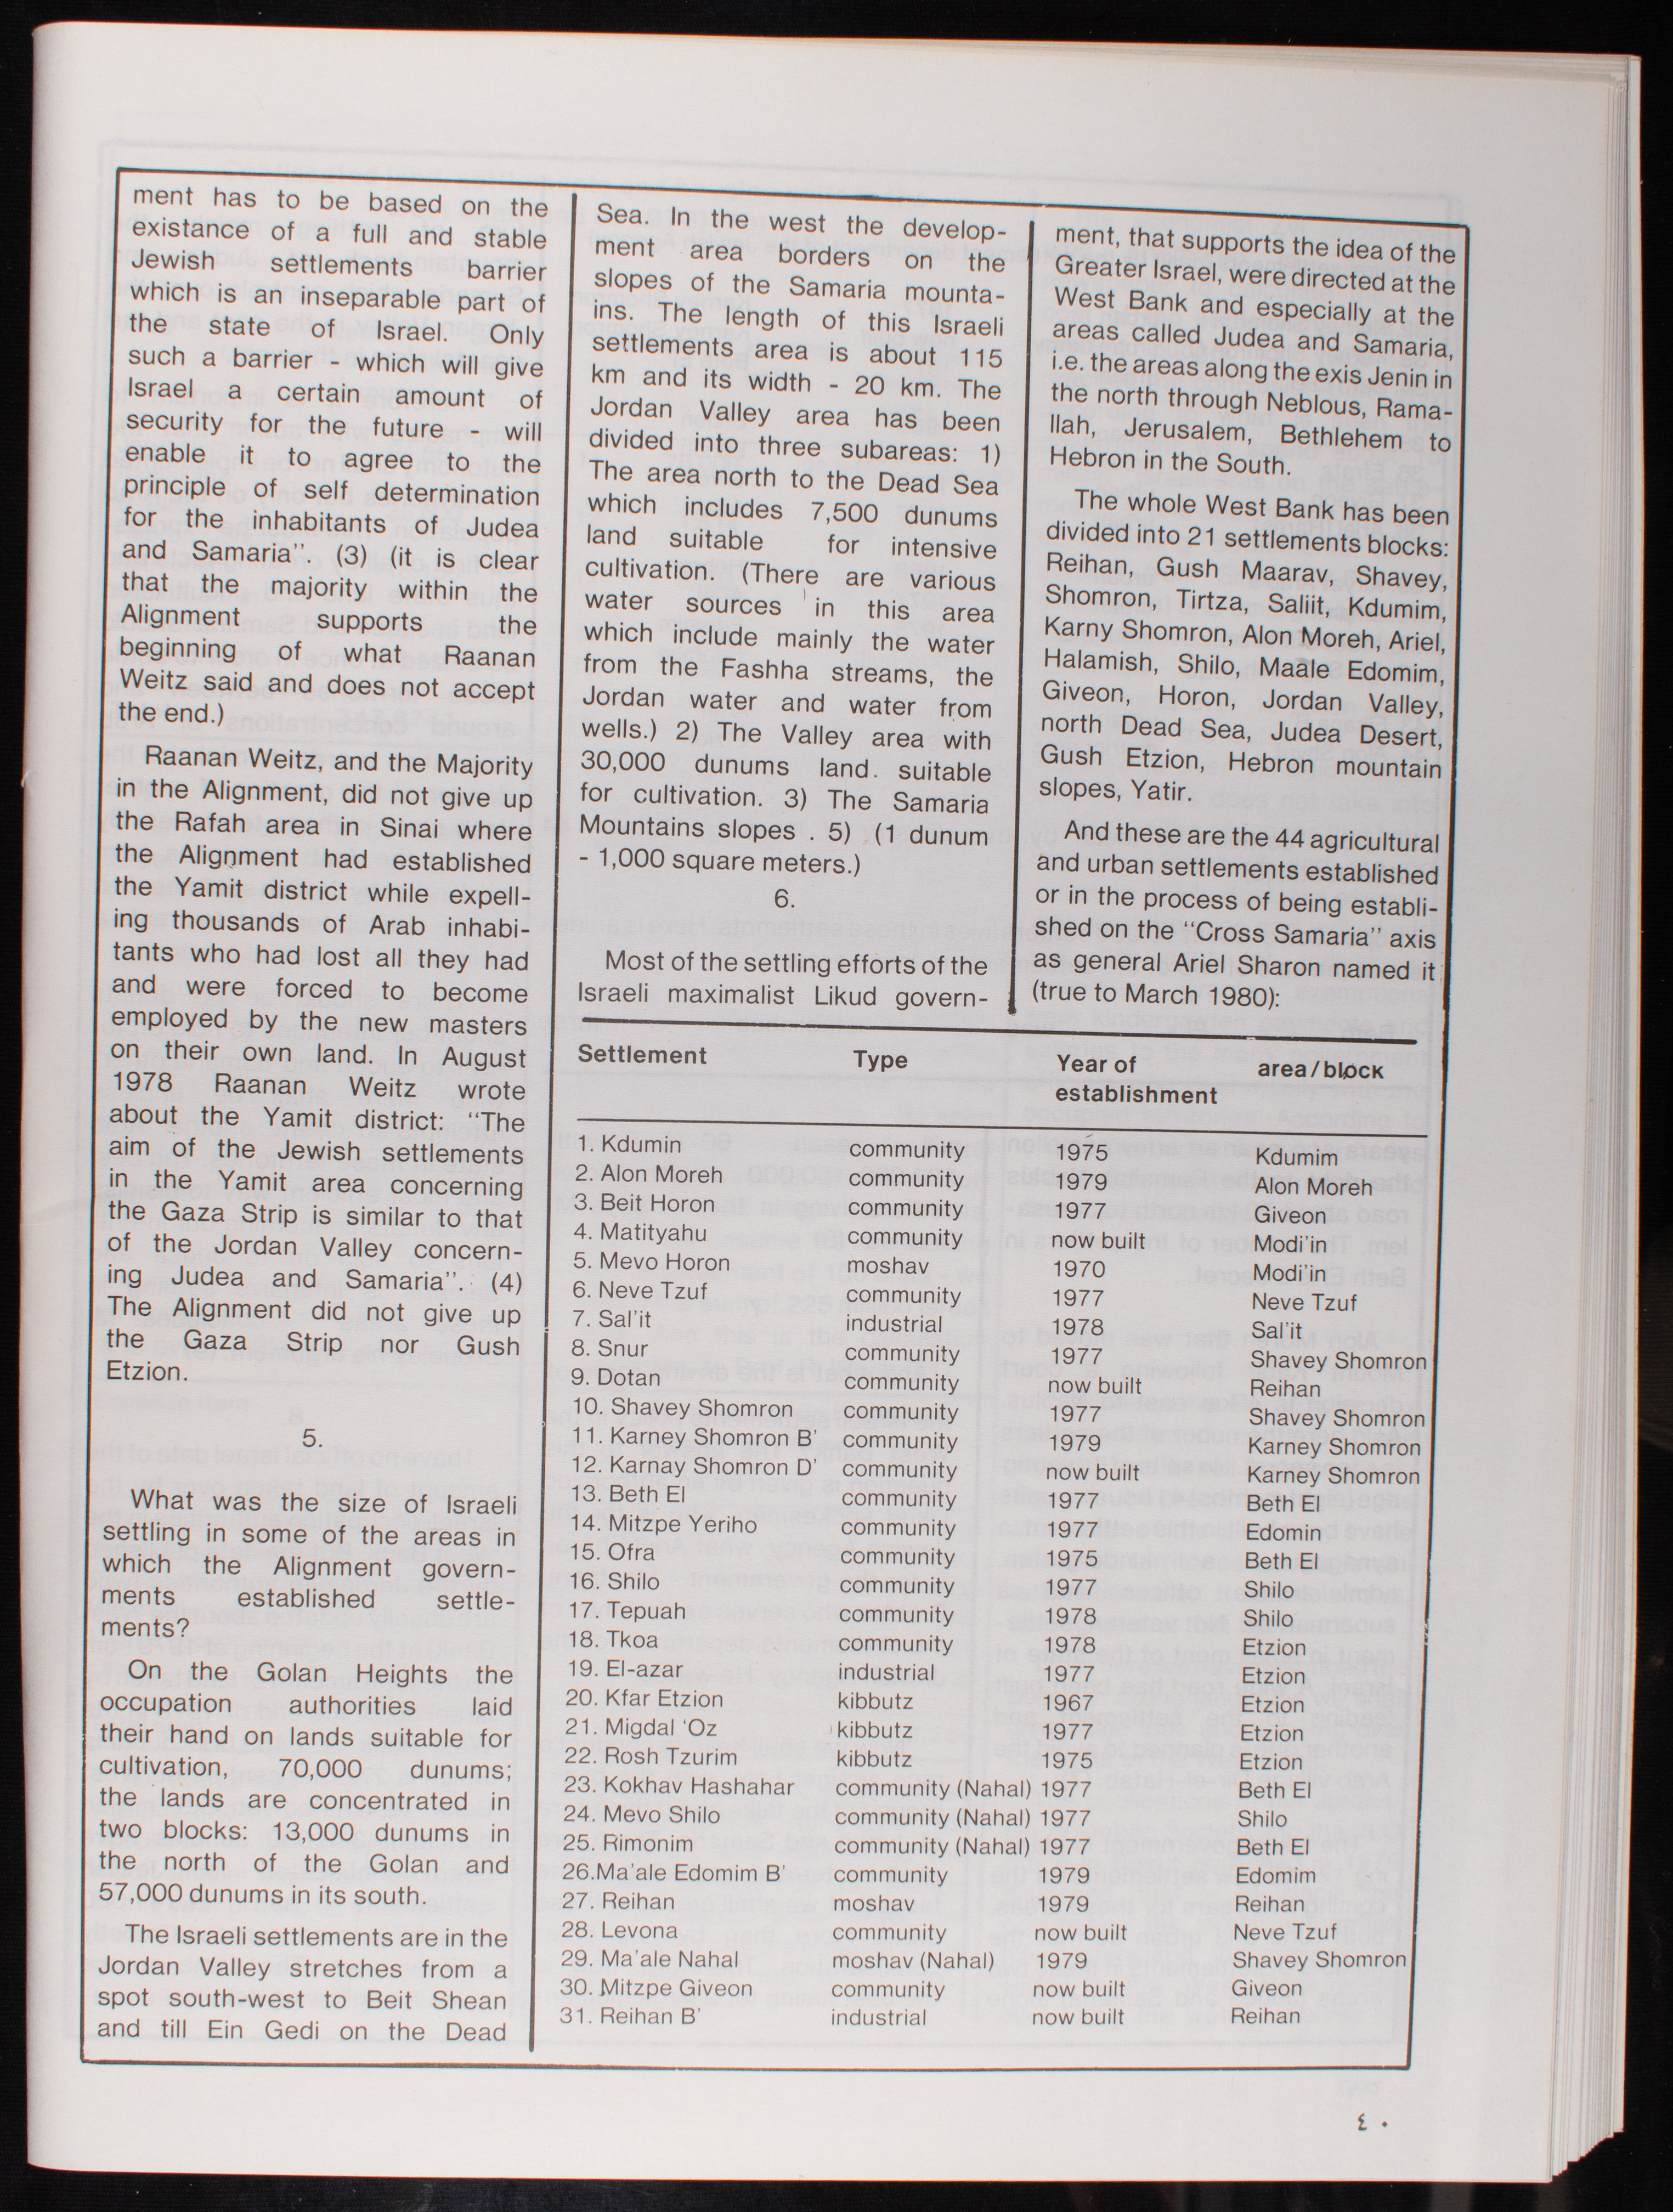 ment has to be based on the
existance of a full and stable
Jewish settlements barrier
which is an inseparable part of
the state of Israel. Only
such a barrier - which will give
Israel a certain amount of
security for the future - will
enable it to agree to the
principle of self determination
for the inhabitants of Judea
and Samaria''. (3) (it is clear
that the majority within the
Alignment supports the
beginning of what Raanan
Weitz said and does not accept
the end.)
Raanan Weitz, and the Majority
in the Alignment, did not give up
the Rafah area in Sinai where
the Alignment had established
the Yamit district while expell-
ing thousands of Arab inhabi-
tants who had lost all they had
and were forced to become
employed by the new masters
on their own land. In August
1978 Raanan Weitz wrote
about the Yamit district: ''The
aim of the Jewish settlements
in the Yamit area concerning
the Gaza Strip is similar to that
of the Jordan Valley concern-
ing Judea and Samaria''. (4)
The Alignment did not give up
the Gaza Strip nor Gush
Etzion.
5.
What was the size of Israeli
settling in some of the areas in
which the Alignment govern-
ments established settle-
ments?
On the Golan Heights the
occupation authorities laid
their hand on lands suitable for
cultivation, 70,000 dunums;
the lands are concentrated in
two blocks: 13,000 dunums in
the north of the Golan and
57,000 dunums in its south.
The Israeli settlements are in the
Jordan Valley stretches from a
spot south-west to Beit Shean
and till Ein Gedi on the Dead
Sea. In the west the develop-
ment area borders on the
slopes of the Samaria mounta-
ins. The length of this Israeli
settlements area is about 115
km and its width - 20 km. The
Jordan Valley area has been
divided into three subareas: 1)
The area north to the Dead Sea
which includes 7,500 dunums
land suitable for intensive
cultivation. (There are various
water sources in this area
which include mainly the water
from the Fashha streams, the
Jordan water and water from
wells.) 2) The Valley area with
30,000 dunums land. suitable
for cultivation. 3) The Samaria
Mountains slopes . 5) (1 dunum
- 1,000 square meters.)
6.
Most of the settling efforts of the
Israeli maximalist Likud govern-
ment, that supports the idea of the
Greater Israel, were directed at the
West Bank and especially at the
areas called Judea and Samaria,
i.e. the areas along the exis Jenin in
the north through Neblous, Rama-
llah, Jerusalem, Bethlehem to
Hebron in the South.
The whole West Bank has been
divided into 21 settlements blocks:
Reihan, Gush Maarav, Shavey,
Shomron, Tirtza, Saliit, Kdumim,
Karny Shomron, Alon Moreh, Ariel,
Halamish, Shilo, Maale Edomim,
Giveon, Horon, Jordan Valley,
north Dead Sea, Judea Desert,
Gush Etzion, Hebron mountain
slopes, Yatir.
And these are the 44 agricultural
and urban settlements established
or in the process of being establi-
shed on the ''Cross Samaria'' axis
as general Ariel Sharon named it
(true to March 1980):
Settlement Type Year of establishment area/block
1. Kdumin community 1975 Kdumim
2. Alon Moreh community 1979 Alon Moreh
3. Beit Horon community 1977 Giveon
4. Matityahu community now built Modi'in
5. Mevo Horon moshav 1970 Modi'in
6. Neve Tzuf community 1977 Neve Tzuf
7. Sal'it industrial 1978 Sal'it
8. Snur community 1977 Shavey Shomron
9. Dotan community now built Reihan
10. Shavey Shomron community 1977 Shavey Shomron
11. Karney Shomron B' community 1979 Karney Shomron
12. Karnay Shomron D' community now built Karney Shomron
13. Beth El community 1977 Beth El
14. Mitzpe Yeriho community 1977 Edomin
15. Ofra community 1975 Beth El
16. Shilo community 1977 Shilo
17. Tepuah community 1978 Shilo
18. Tkoa community 1978 Etzion
19. El-azar industrial 1977 Etzion
20. Kfar Etzion kibbutz 1967 Etzion
21. Migdal 'Oz kibbutz 1977 Etzion
22. Rosh Tzurim kibbutz 1975 Etzion
23. Kokhav Hashahar community (Nahal) 1977 Beth El
24. Mevo Shilo community (Nahal) 1977 Shilo
25. Rimonim community (Nahal) 1977 Beth El
26.Ma'ale Edomim B' community 1979 Edomim
27. Reihan moshav 1979 Reihan
28. Levona community now built Neve Tzuf
29. Ma'ale Nahal moshav (Nahal) 1979 Shavey Shomron
30. Mitzpe Giveon community now built Giveon
31. Reihan B' industrial now built Reihan
٤٠